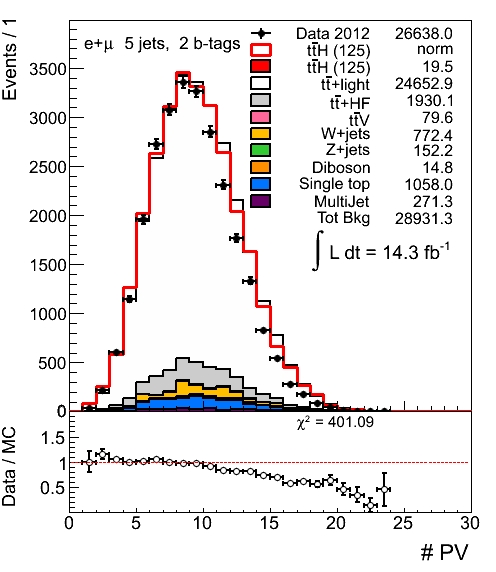 Events / 1
e+μ 5 jets, 2 b-tags
Data 2012 26638.0
tt̄H (125) norm
tt̄H (125) 19.5
tt̄+light 24652.9
tt̄+HF 1930.1
tt̄V 79.6
W+jets 772.4
Z+jets 152.2
Diboson 14.8
Single top 1058.0
MultiJet 271.3
Tot Bkg 28931.3
∫ L dt = 14.3 fb⁻¹
3500
3000
2500
2000
1500
1000
500
0
χ² = 401.09
Data / MC
1.5
1
0.5
0 5 10 15 20 25 30
# PV